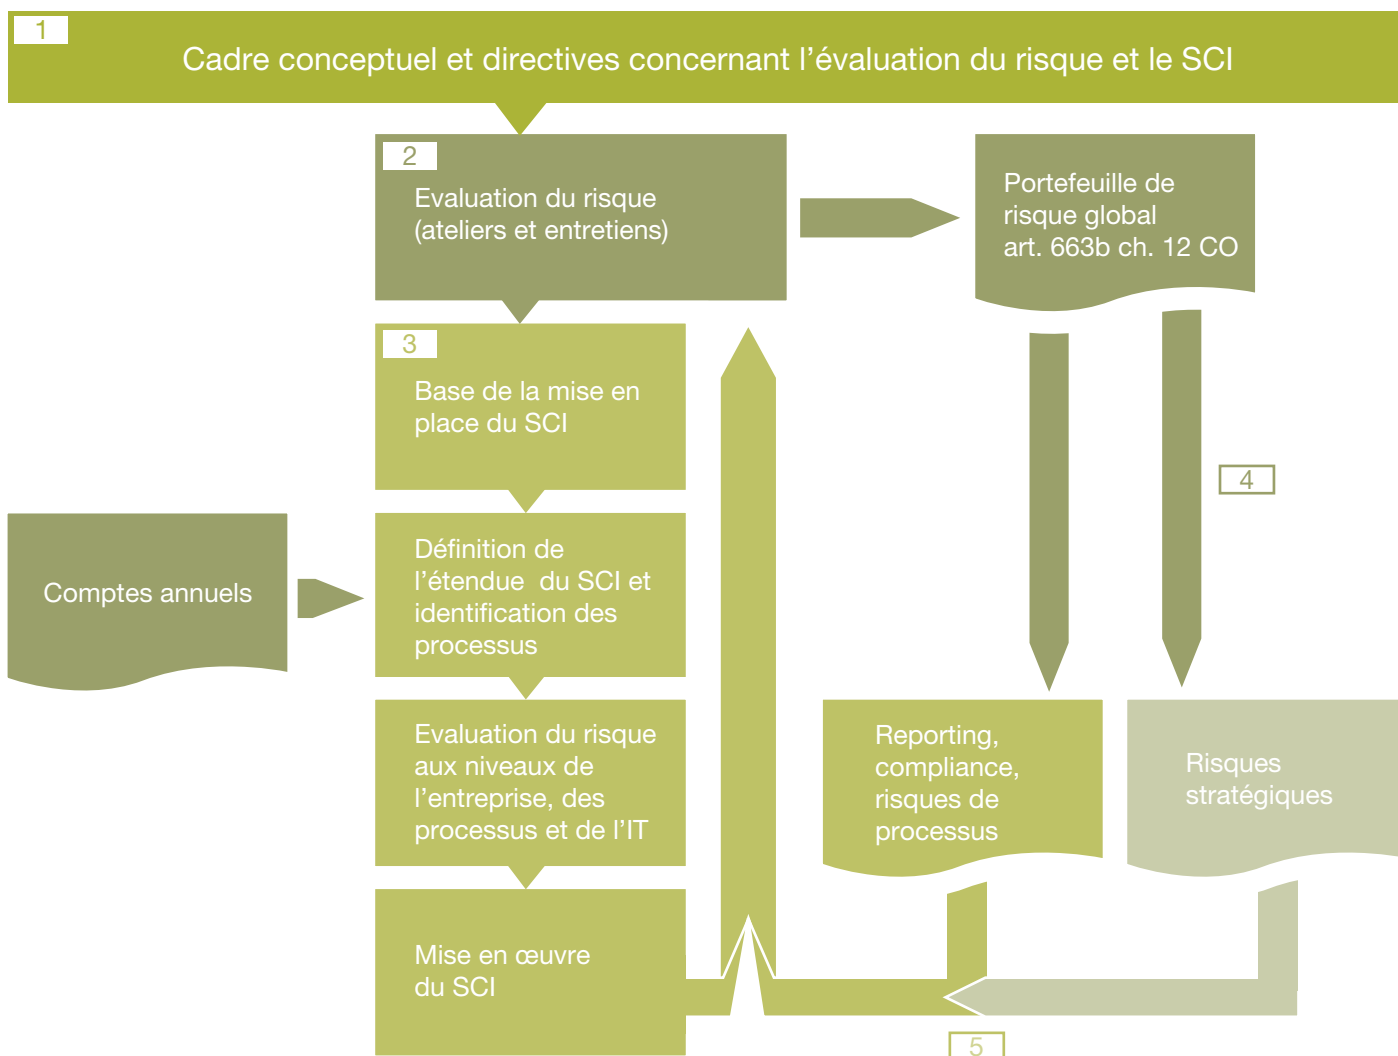 1
Cadre conceptuel et directives concernant l’évaluation du risque et le SCI
2
Evaluation du risque
(ateliers et entretiens)
Portefeuille de
risque global
art. 663b ch. 12 CO
3
Base de la mise en
place du SCI
4
Comptes annuels
Définition de
l’étendue du SCI et
identification des
processus
Evaluation du risque
aux niveaux de
l’entreprise, des
processus et de l’IT
Reporting,
compliance,
risques de
processus
Risques
stratégiques
Mise en œuvre
du SCI
5